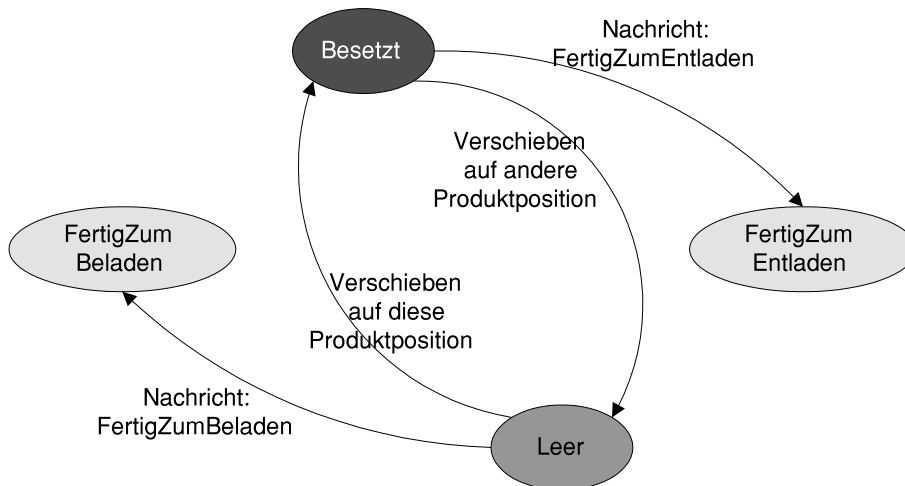 Besetzt
Nachricht:
FertigZumEntladen
Verschieben
auf andere
Produktposition
FertigZum
Beladen
FertigZum
Entladen
Verschieben
auf diese
Produktposition
Nachricht:
FertigZumBeladen
Leer